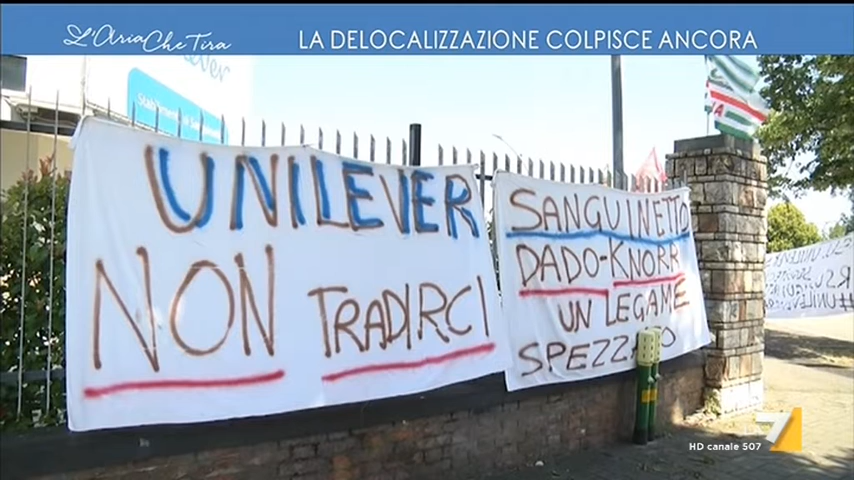 L'Aria Che Tira
LA DELOCALIZZAZIONE COLPISCE ANCORA
UNILEVER
NON TRADIRCI
SANGUINETTO
DADO-KNORR
UN LEGAME
SPEZZATO
7
HD canale 507